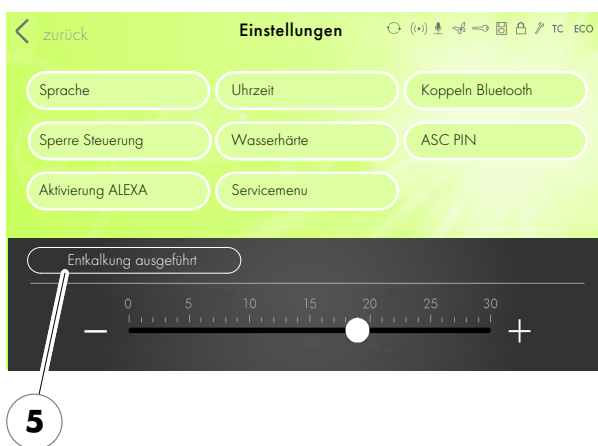 zurück Einstellungen TC ECO
Sprache Uhrzeit Koppeln Bluetooth
Sperre Steuerung Wasserhärte ASC PIN
Aktivierung ALEXA Servicemenu
Entkalkung ausgeführt
0 5 10 15 20 25 30
5